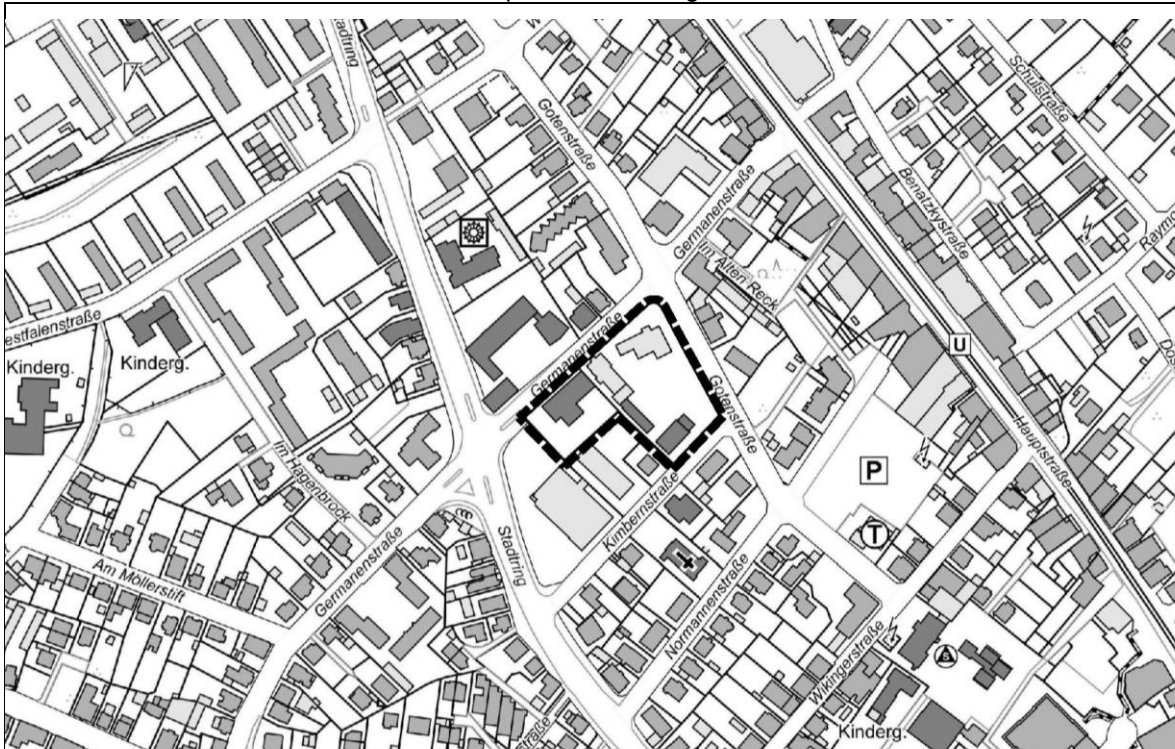 Stadtring
Gotenstraße
Schulstraße
Benatzkystraße
Germanenstraße
Im Alten Reck
estfalenstraße
Kinderg.
Kinderg.
Germanenstraße
U
Gotenstraße
Hauptstraße
Im Hagenbrock
P
Stadtring
Kimbernstraße
T
Am Möllerstift
Germanenstraße
Normannenstraße
Wikingerstraße
Kinderg.